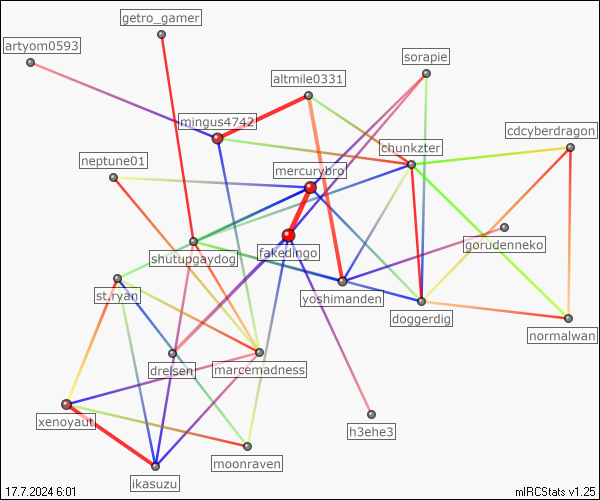 getro_gamer
artyom0593
sorapie
altmile0331
mingus4742
cdcyberdragon
chunkzter
neptune01
mercurybro
gorudenneko
shutupgaydog
fakedingo
st.ryan
yoshimanden
doggerdig
normalwan
drelsen
marcemadness
xenoyaut
h3ehe3
moonraven
ikasuzu
17.7.2024 6:01
mIRCStats v1.25